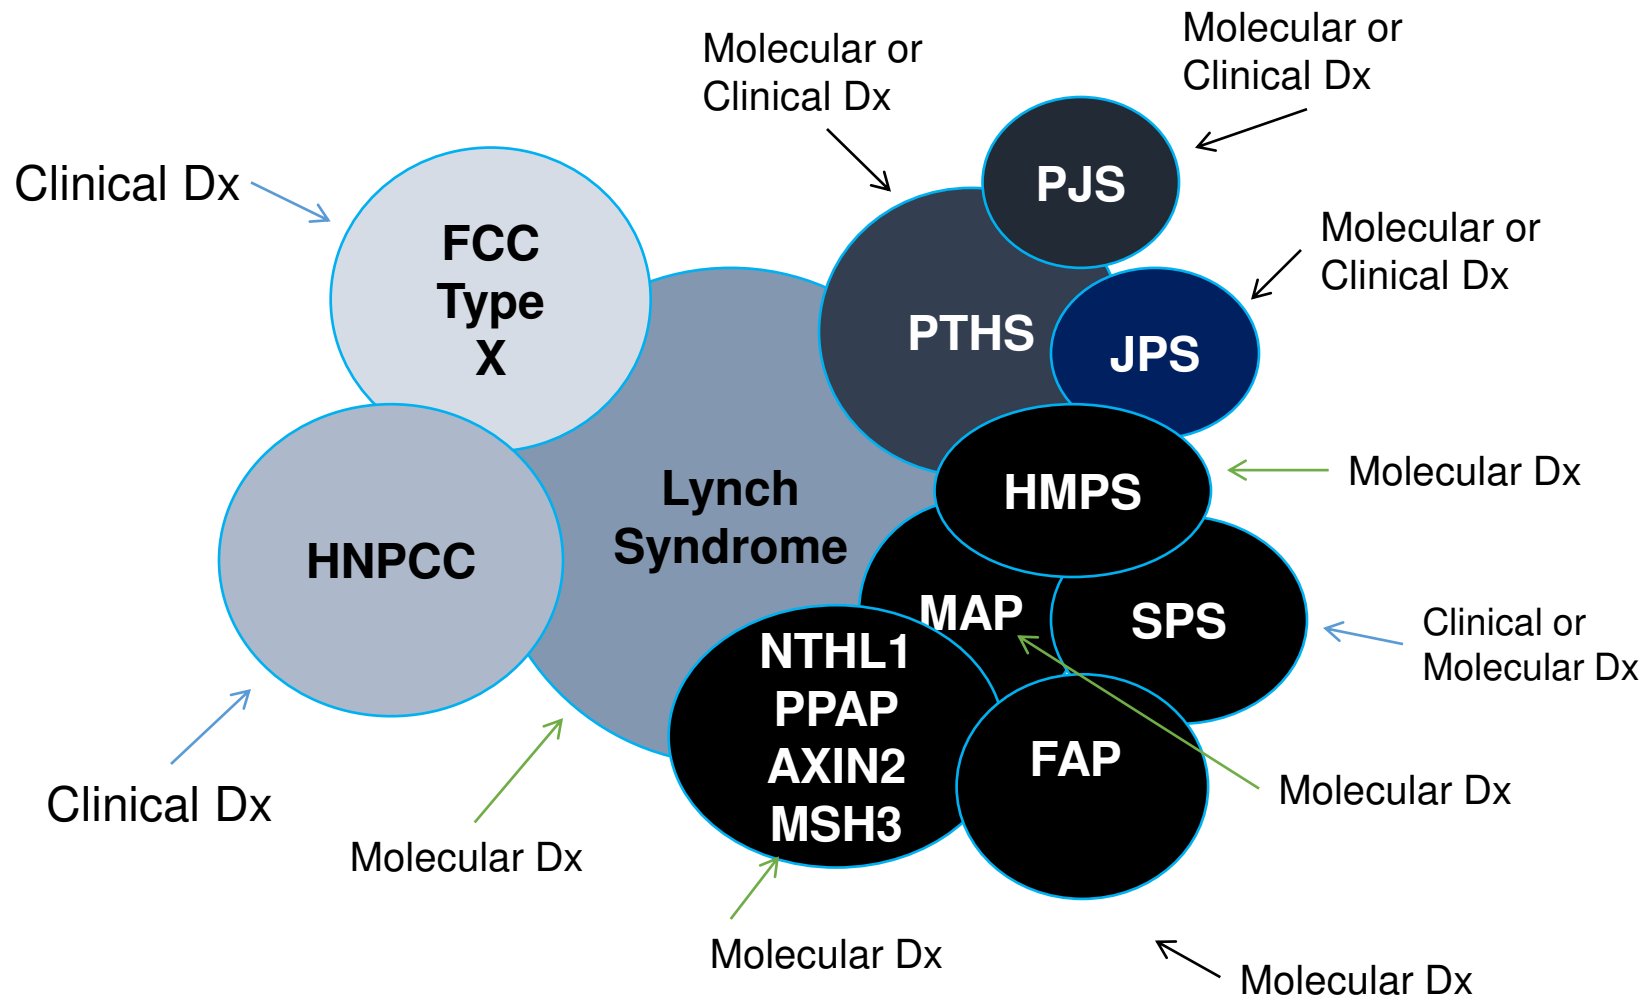 Molecular or
Clinical Dx
Molecular or
Clinical Dx
PJS
Clinical Dx
FCC
Type
X
PTHS
Molecular or
Clinical Dx
JPS
Lynch
Syndrome
HMPS
Molecular Dx
HNPCC
MAP
SPS
Clinical or
Molecular Dx
NTHL1
PPAP
AXIN2
MSH3
FAP
Molecular Dx
Clinical Dx
Molecular Dx
Molecular Dx
Molecular Dx